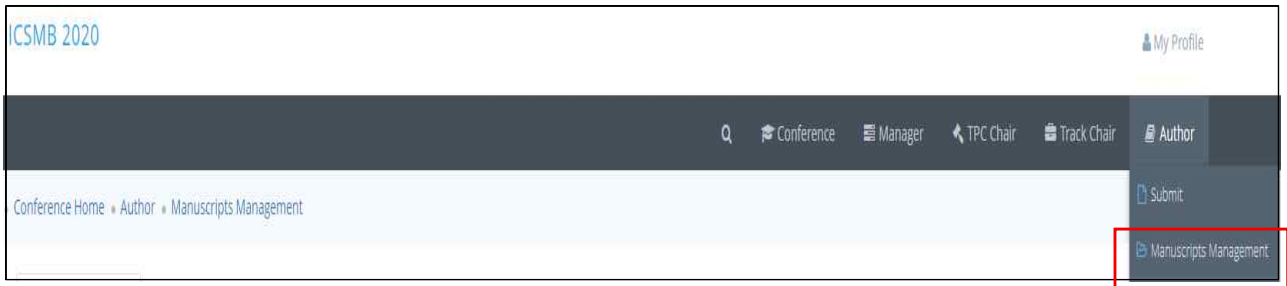 ICSMB 2020
My Profile
Conference Manager TPC Chair Track Chair Author
Submit
Conference Home Author Manuscripts Management
Manuscripts Management